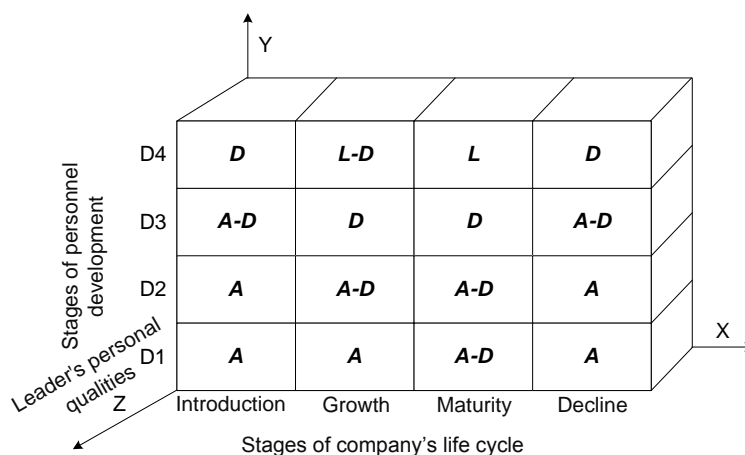 Y
D4 D L-D L D
D3 A-D D D A-D
D2 A A-D A-D A
D1 A A A-D A
Stages of personnel
development
Leader's personal
qualities
X
Z
Introduction Growth Maturity Decline
Stages of company's life cycle